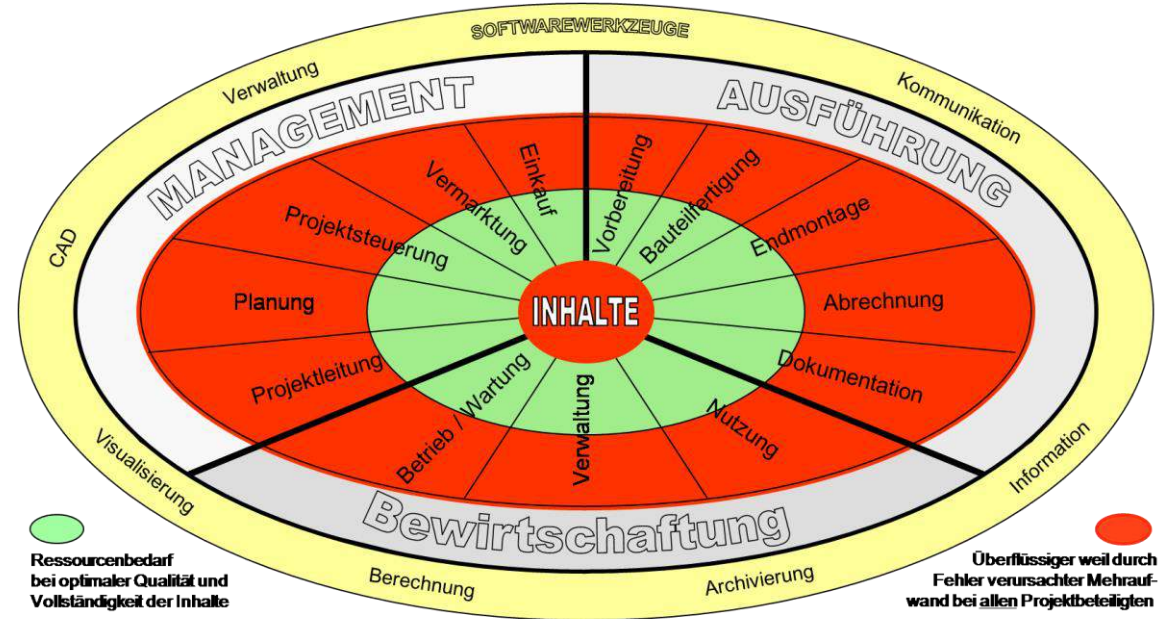 SOFTWAREWERKZEUGE
Verwaltung
Kommunikation
CAD
Visualisierung
Information
Berechnung
Archivierung
MANAGEMENT
AUSFÜHRUNG
Bewirtschaftung
Einkauf
Vermarktung
Projektsteuerung
Planung
Projektleitung
Vorbereitung
Bauteilfertigung
Endmontage
Abrechnung
Dokumentation
Betrieb / Wartung
Verwaltung
Nutzung
INHALTE
Ressourcenbedarf
bei optimaler Qualität und
Vollständigkeit der Inhalte
Überflüssiger weil durch
Fehler verursachter Mehrauf-
wand bei allen Projektbeteiligten